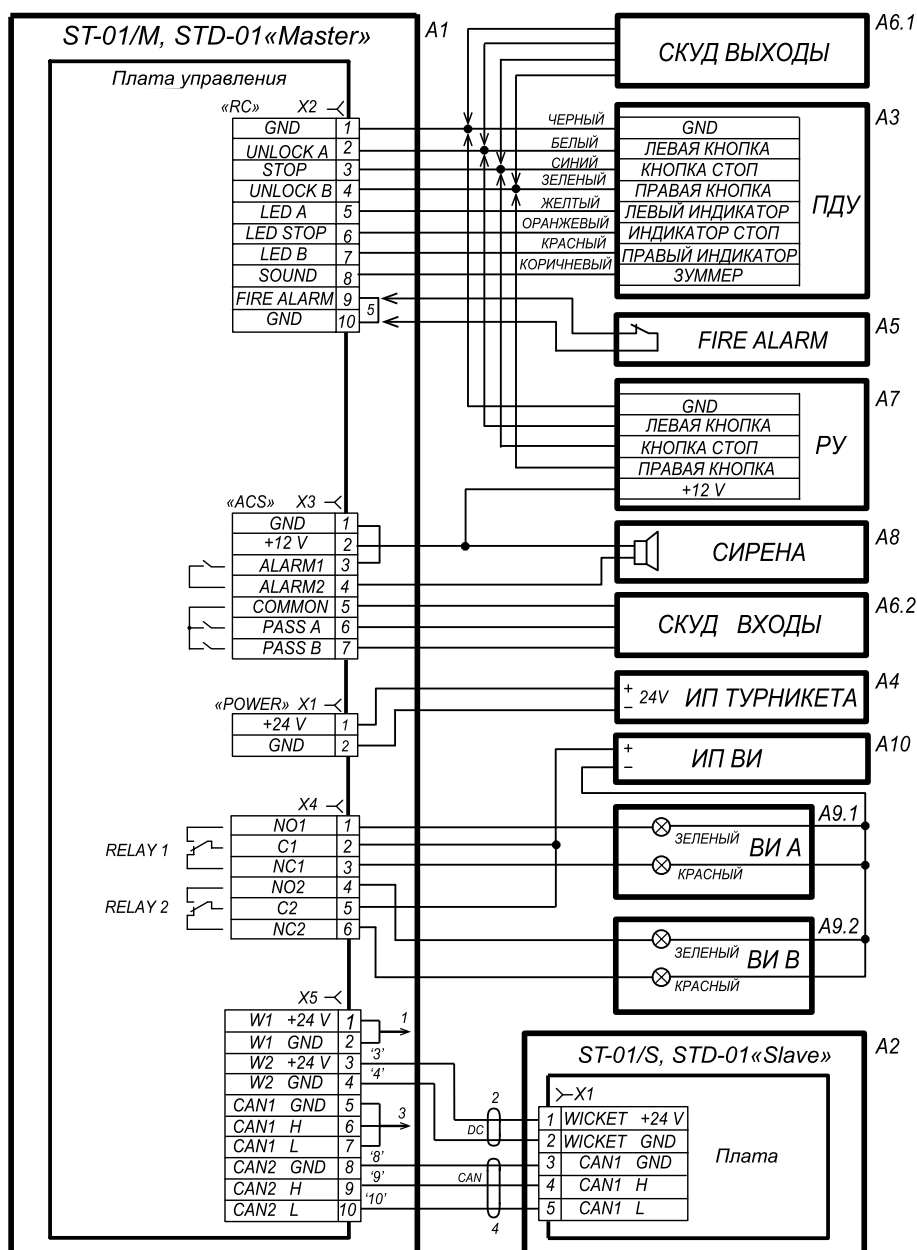 ST-01/M, STD-01«Master»
A1
Плата управления
«RC» X2
GND 1
UNLOCK A 2
STOP 3
UNLOCK B 4
LED A 5
LED STOP 6
LED B 7
SOUND 8
FIRE ALARM 9
GND 10
5
ЧЕРНЫЙ
БЕЛЫЙ
СИНИЙ
ЗЕЛЕНЫЙ
ЖЕЛТЫЙ
ОРАНЖЕВЫЙ
КРАСНЫЙ
КОРИЧНЕВЫЙ
СКУД ВЫХОДЫ
A6.1
GND
ЛЕВАЯ КНОПКА
КНОПКА СТОП
ПРАВАЯ КНОПКА
ЛЕВЫЙ ИНДИКАТОР
ИНДИКАТОР СТОП
ПРАВЫЙ ИНДИКАТОР
ЗУММЕР
ПДУ
A3
FIRE ALARM
A5
GND
ЛЕВАЯ КНОПКА
КНОПКА СТОП
ПРАВАЯ КНОПКА
+12 V
РУ
A7
«ACS» X3
GND 1
+12 V 2
ALARM1 3
ALARM2 4
COMMON 5
PASS A 6
PASS B 7
СИРЕНА
A8
СКУД ВХОДЫ
A6.2
«POWER» X1
+24 V 1
GND 2
+
− 24V ИП ТУРНИКЕТА
A4
+
− ИП ВИ
A10
X4
NO1 1
C1 2
NC1 3
NO2 4
C2 5
NC2 6
RELAY 1
RELAY 2
A9.1
ЗЕЛЕНЫЙ
КРАСНЫЙ
ВИ А
A9.2
ЗЕЛЕНЫЙ
КРАСНЫЙ
ВИ В
X5
W1 +24 V 1
W1 GND 2
W2 +24 V 3
W2 GND 4
CAN1 GND 5
CAN1 H 6
CAN1 L 7
CAN2 GND 8
CAN2 H 9
CAN2 L 10
1
‘3’
‘4’
3
‘8’
‘9’
‘10’
2
DC
CAN
4
ST-01/S, STD-01«Slave»
A2
X1
1 WICKET +24 V
2 WICKET GND
3 CAN1 GND
4 CAN1 H
5 CAN1 L
Плата